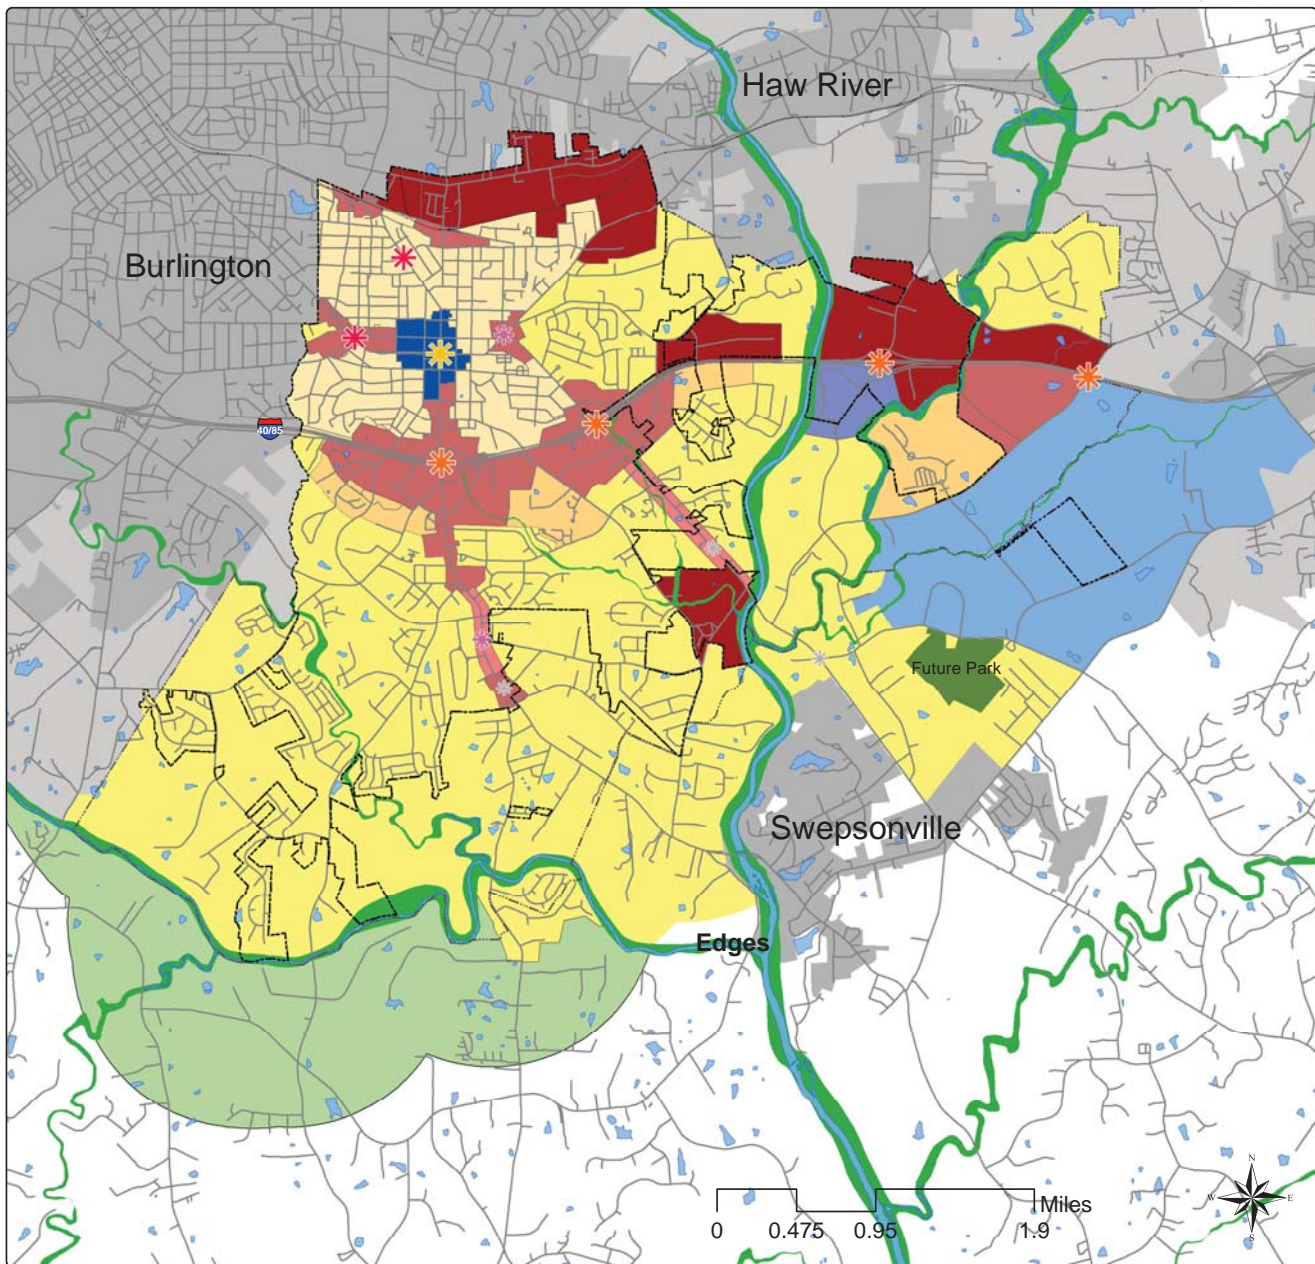 Haw River
Burlington
40/85
Future Park
Swepsonville
Edges
N
W E
S
Miles
0 0.475 0.95 1.9